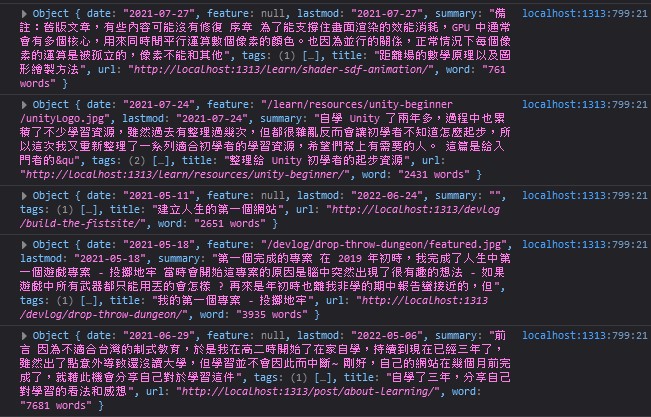 ▶ Object { date: "2021-07-27", feature: null, lastmod: "2021-07-27", summary: "備 localhost:1313:799:21
註：舊版文章，有些內容可能沒有修復 序章 為了能支撐住畫面渲染的效能消耗，GPU 中通常
會有多個核心，用來同時間平行運算數個像素的顏色。也因為並行的關係，正常情況下每個像素
的運算是被孤立的，像素不能和其他", tags: (1) […], title: "距離場的數學原理以及圖
形繪製方法", url: "http://localhost:1313/learn/shader-sdf-animation/", word: "761
words" }
▶ Object { date: "2021-07-24", feature: "/learn/resources/unity-beginner localhost:1313:799:21
/unityLogo.jpg", lastmod: "2021-07-24", summary: "自學 Unity 了兩年多，過程中也累
積了不少學習資源，雖然過去有整理過幾次，但都很雜亂反而會讓初學者不知道怎麼起步，所
以這次我又重新整理了一系列適合初學者的學習資源，希望們幫上有需要的人。 這篇是給入
門者的&qu", tags: (2) […], title: "整理給 Unity 初學者的起步資源", url:
"http://localhost:1313/learn/resources/unity-beginner/", word: "2431 words" }
▶ Object { date: "2021-05-11", feature: null, lastmod: "2022-06-24", summary: "", localhost:1313:799:21
tags: (1) […], title: "建立人生的第一個網站", url: "http://localhost:1313/devlog
/build-the-fistsite/", word: "2651 words" }
▶ Object { date: "2021-05-18", feature: "/devlog/drop-throw-dungeon/featured.jpg", localhost:1313:799:21
lastmod: "2021-05-18", summary: "第一個完成的專案 在 2019 年初時，我完成了人生中第
一個遊戲專案 - 投擲地牢 當時會開始這專案的原因是腦中突然出現了很有趣的想法 - 如果
遊戲中所有武器都只能用丟的會怎樣 ? 再來是年初時也離我非學的期中報告蠻接近的，但",
tags: (1) […], title: "我的第一個專案 - 投擲地牢", url: "http://localhost:1313
/devlog/drop-throw-dungeon/", word: "3935 words" }
▶ Object { date: "2021-06-29", feature: null, lastmod: "2022-05-06", summary: "前 localhost:1313:799:21
言 因為不適合台灣的制式教育，於是我在高二時開始了在家自學，持續到現在已經三年了，
雖然出了點意外導致還沒讀大學，但學習並不會因此而中斷~ 剛好，自己的網站在幾個月前完
成了，就藉此機會分享自己對於學習這件", tags: (1) […], title: "自學了三年，分享自己
對學習的看法和感想", url: "http://localhost:1313/post/about-learning/", word:
"7681 words" }